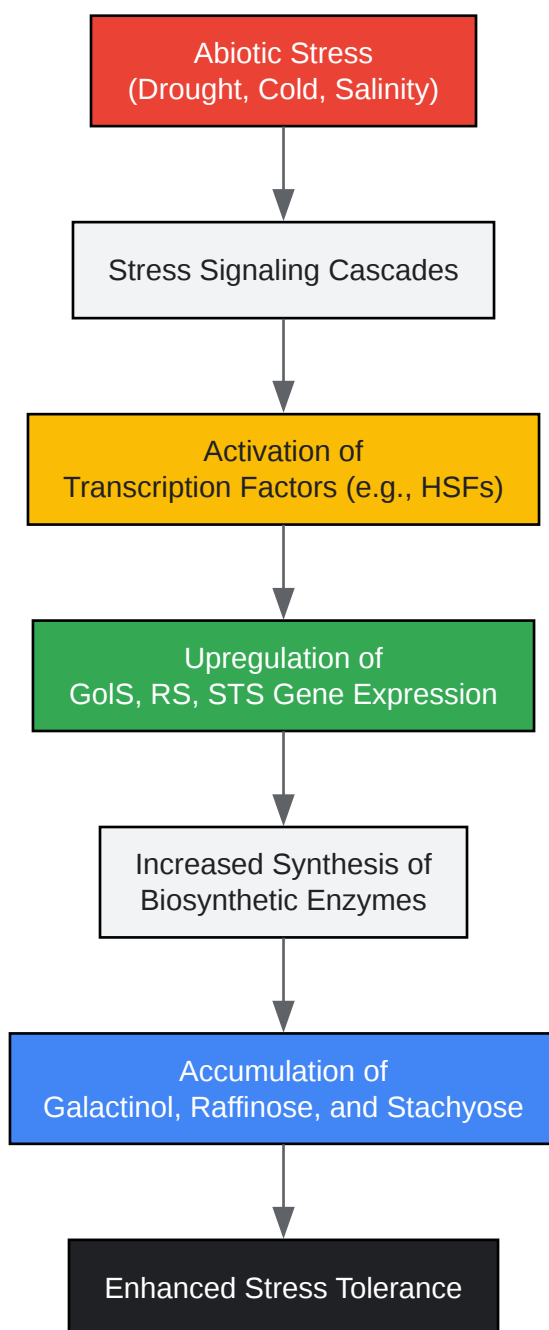 Abiotic Stress
(Drought, Cold, Salinity)
Stress Signaling Cascades
Activation of
Transcription Factors (e.g., HSFs)
Upregulation of
GolS, RS, STS Gene Expression
Increased Synthesis of
Biosynthetic Enzymes
Accumulation of
Galactinol, Raffinose, and Stachyose
Enhanced Stress Tolerance